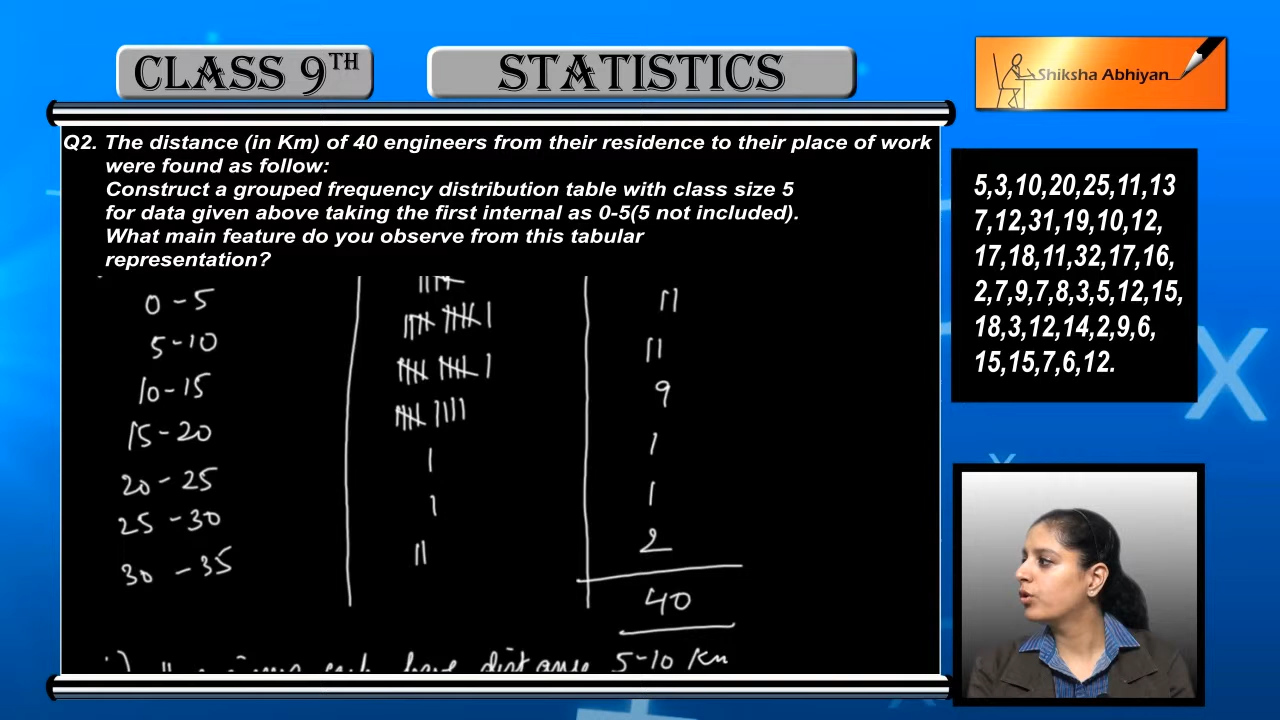 CLASS 9TH
STATISTICS
Shiksha Abhiyan
Q2. The distance (in Km) of 40 engineers from their residence to their place of work
were found as follow:
Construct a grouped frequency distribution table with class size 5
for data given above taking the first internal as 0-5(5 not included).
What main feature do you observe from this tabular
representation?
5,3,10,20,25,11,13
7,12,31,19,10,12,
17,18,11,32,17,16,
2,7,9,7,8,3,5,12,15,
18,3,12,14,2,9,6,
15,15,7,6,12.
0-5 11
5-10 11
10-15 9
15-20 1
20-25 1
25-30 2
30-35
40
have distance 5-10 Km
X
x